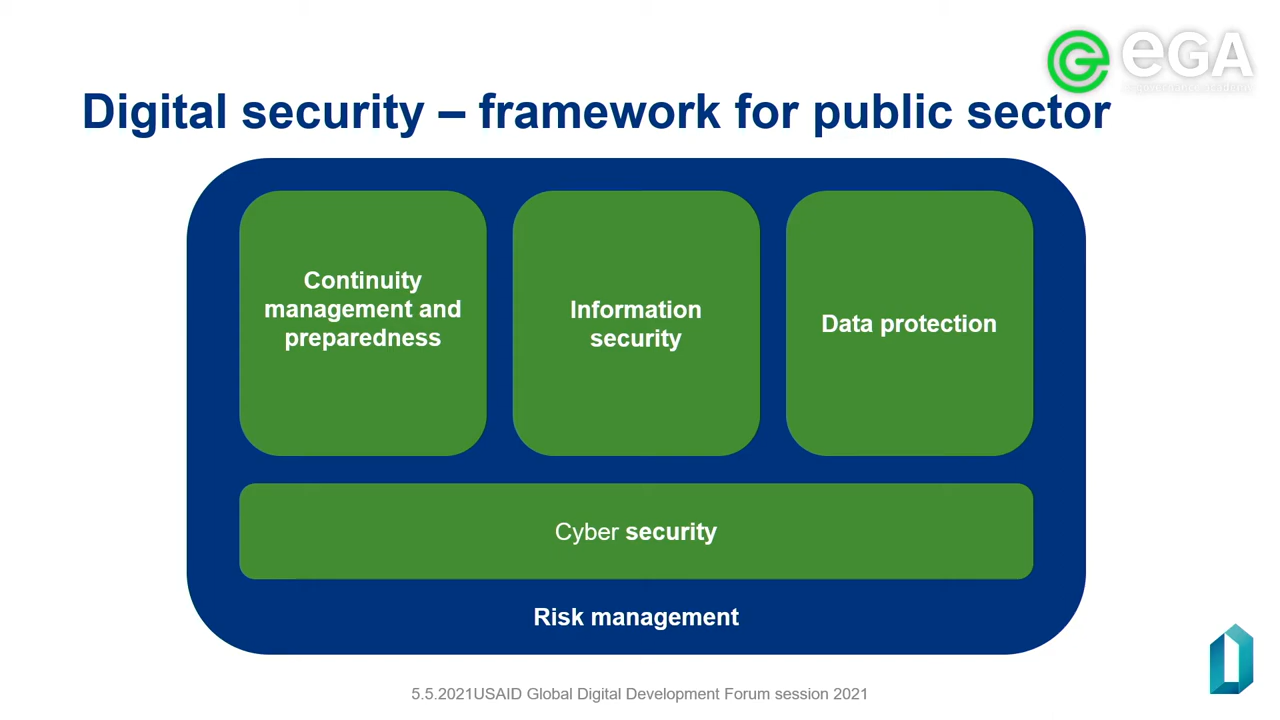 eGA
Digital security – framework for public sector
Continuity
management and
preparedness
Information
security
Data protection
Cyber security
Risk management
5.5.2021USAID Global Digital Development Forum session 2021